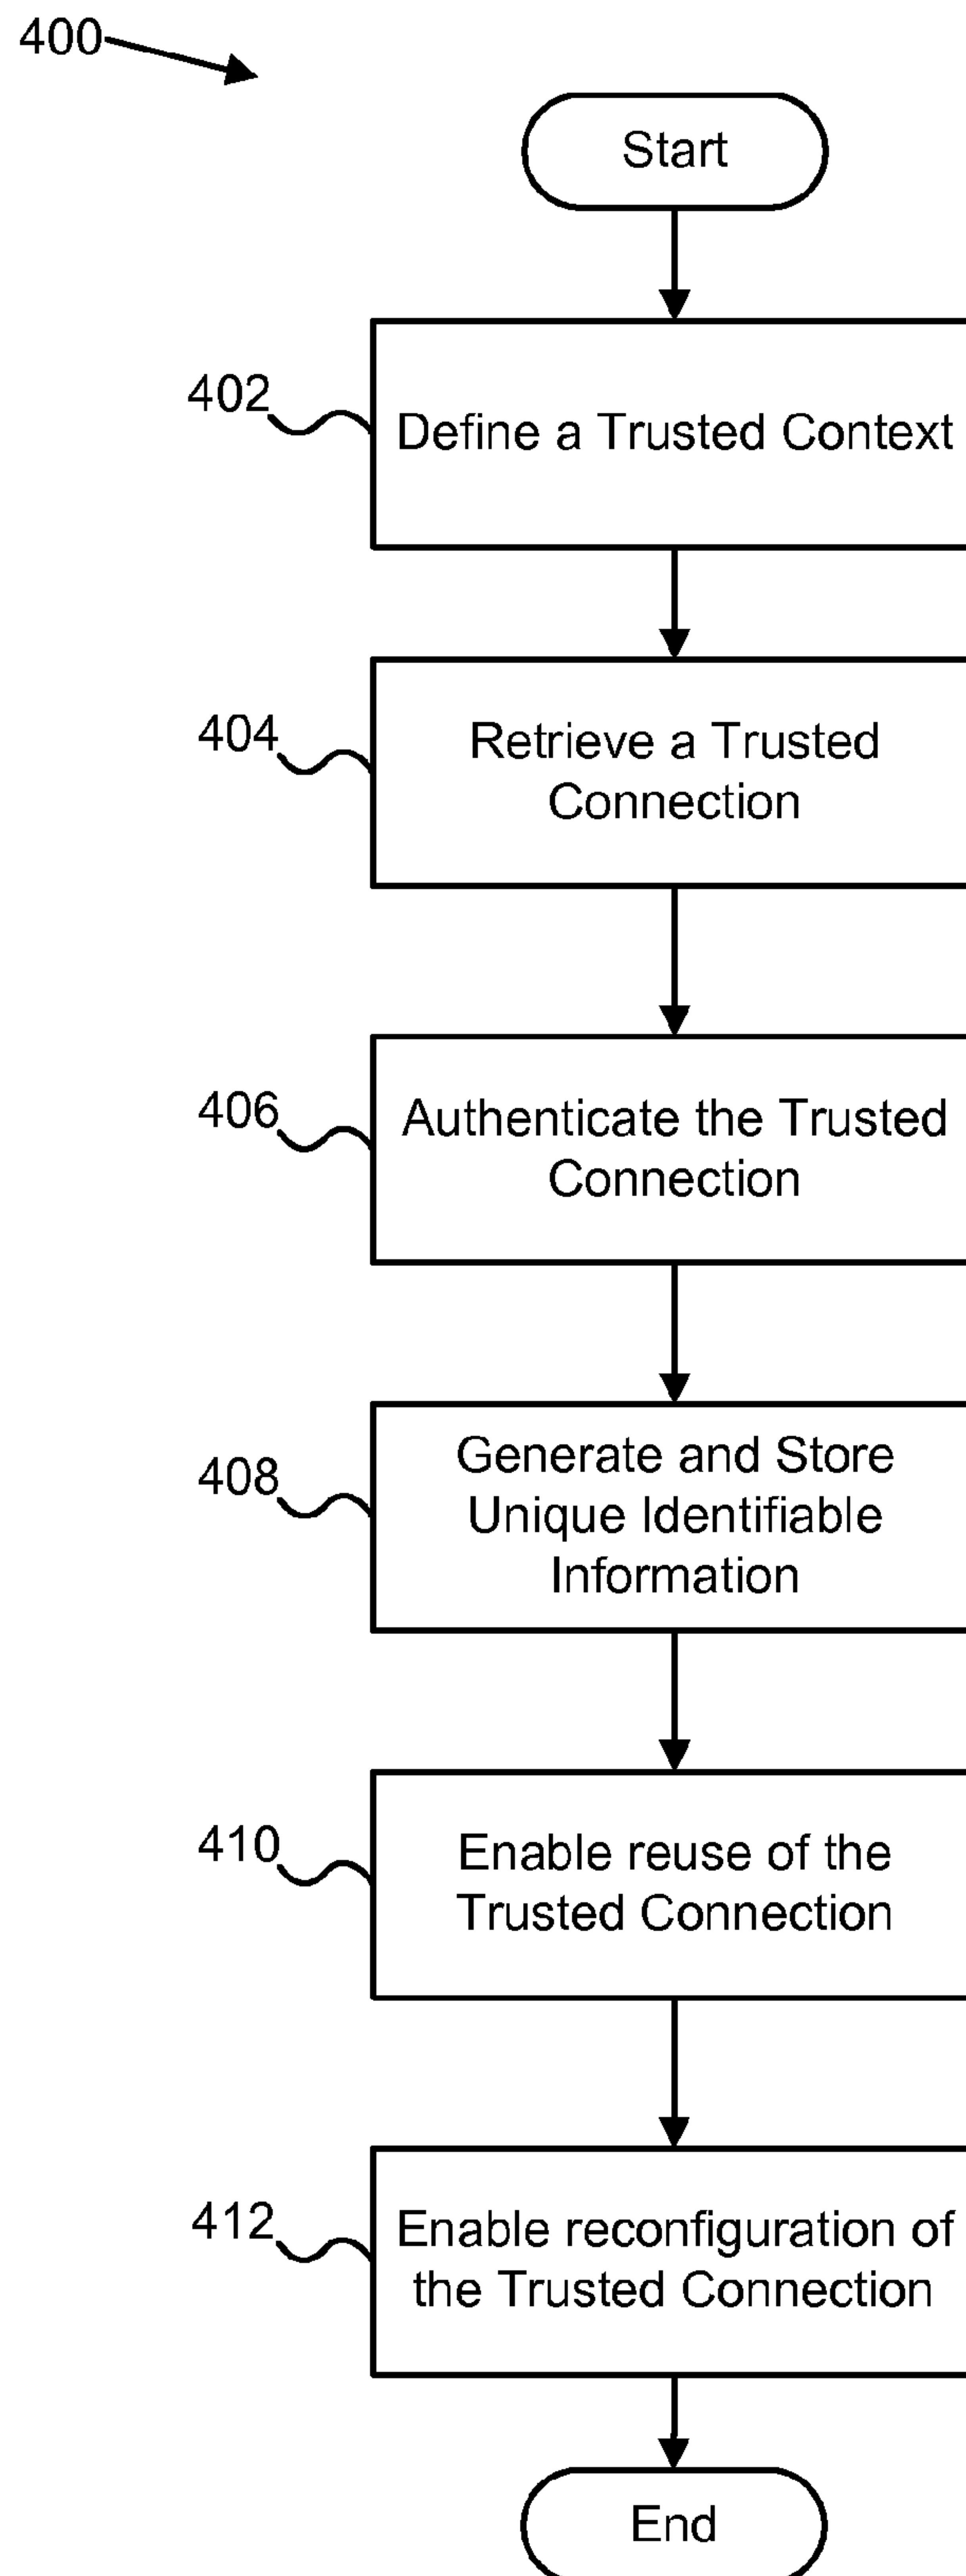 400
Start
402
Define a Trusted Context
404
Retrieve a Trusted
Connection
406
Authenticate the Trusted
Connection
408
Generate and Store
Unique Identifiable
Information
410
Enable reuse of the
Trusted Connection
412
Enable reconfiguration of
the Trusted Connection
End